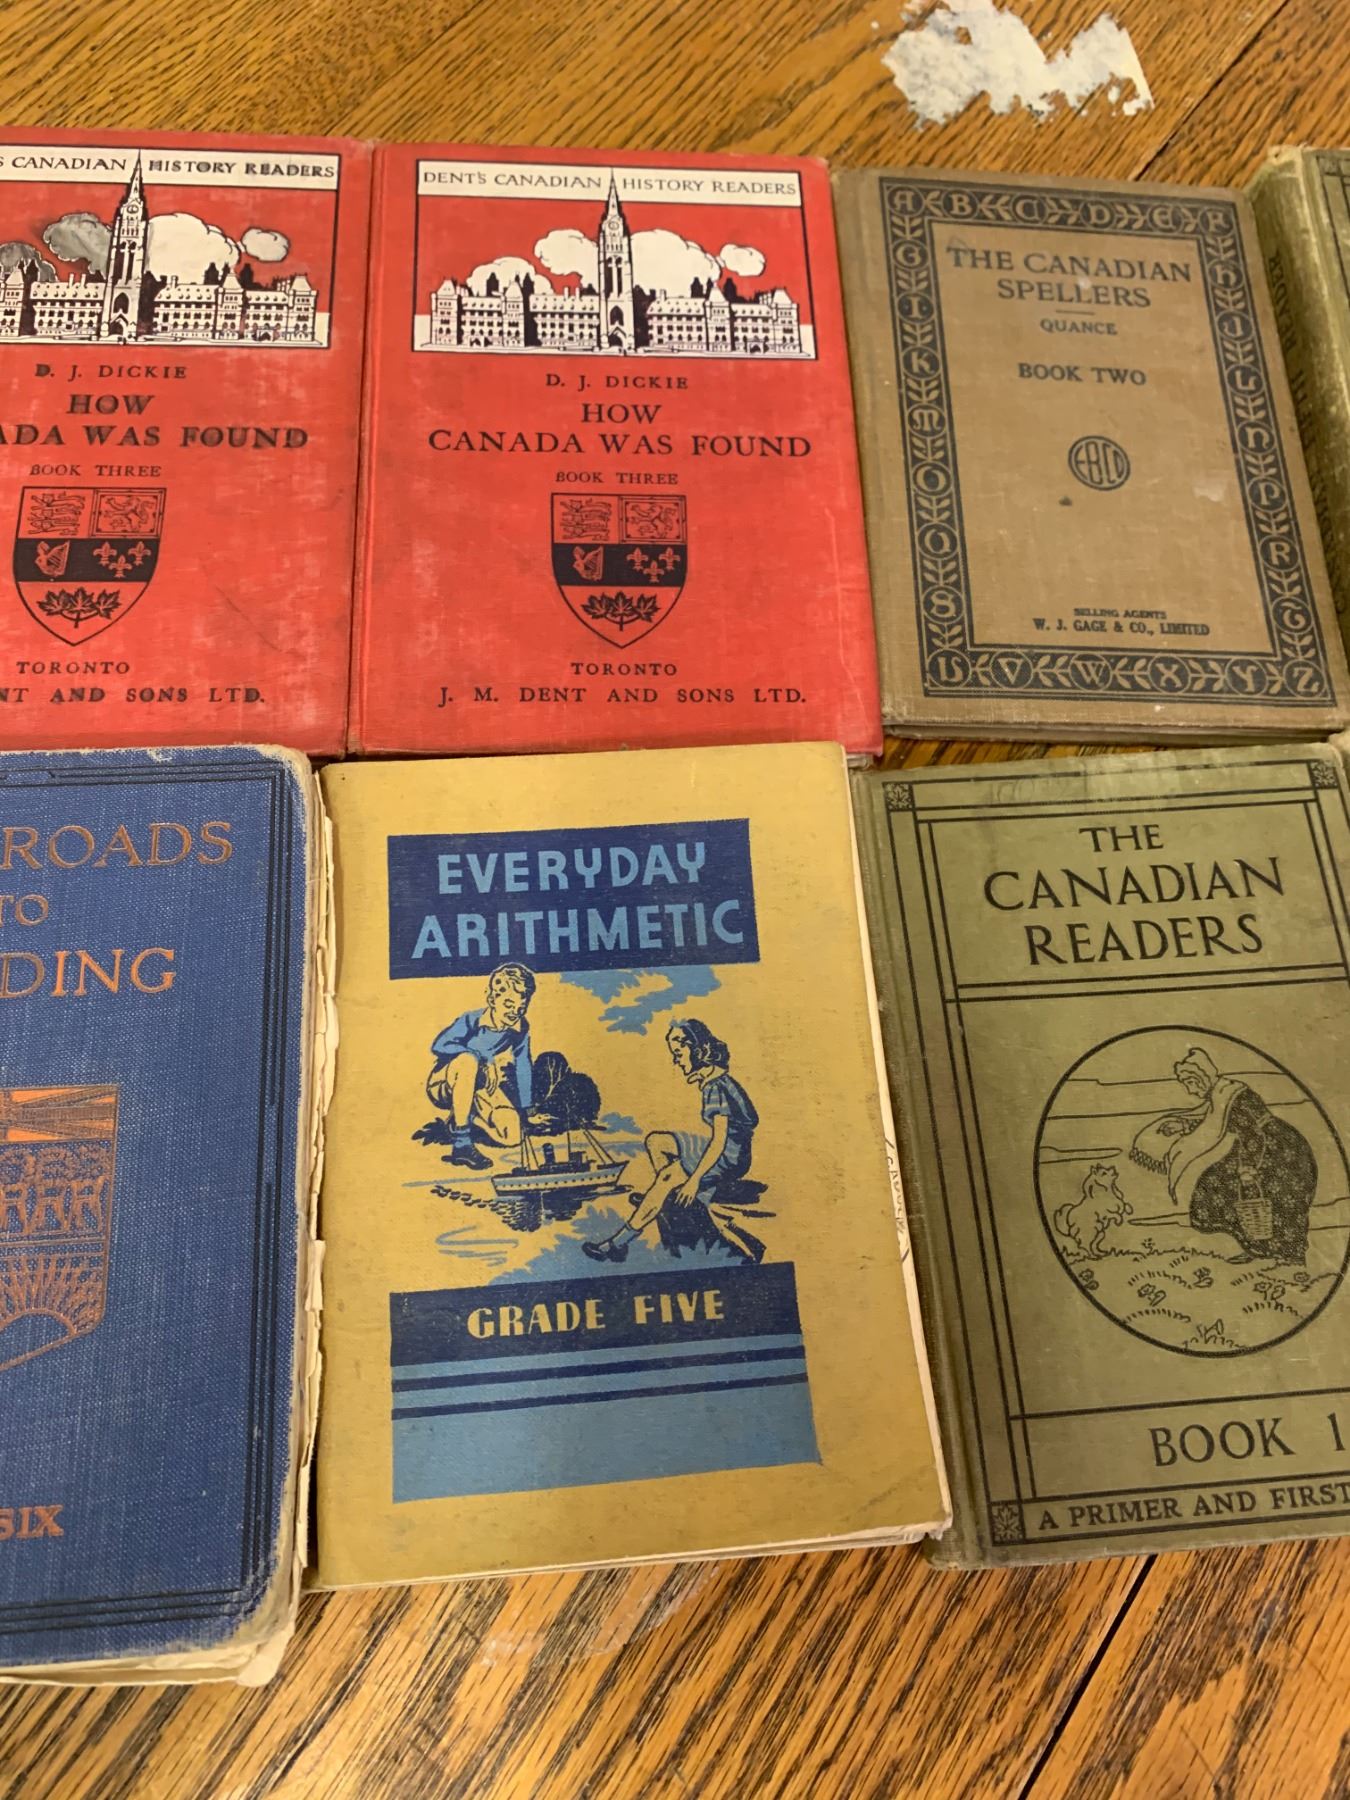 S CANADIAN HISTORY READERS
D. J. DICKIE
HOW
ADA WAS FOUND
BOOK THREE
TORONTO
NT AND SONS LTD.
DENT'S CANADIAN HISTORY READERS
D. J. DICKIE
HOW
CANADA WAS FOUND
BOOK THREE
TORONTO
J. M. DENT AND SONS LTD.
A B C D E F
G H
I J
K L
M N
O P
Q R
S T
U V W X Y Z
THE CANADIAN
SPELLERS
QUANCE
BOOK TWO
EBCO
SELLING AGENTS
W. J. GAGE & CO., LIMITED
READER
ROADS
TO
DING
SIX
EVERYDAY
ARITHMETIC
GRADE FIVE
THE
CANADIAN
READERS
BOOK 1
A PRIMER AND FIRST